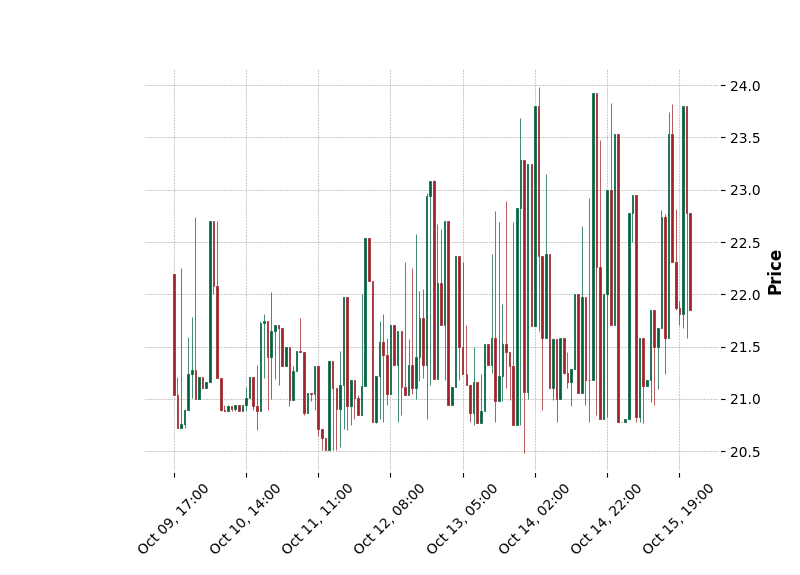 24.0
23.5
23.0
22.5
22.0
21.5
21.0
20.5
Price
Oct 09, 17:00
Oct 10, 14:00
Oct 11, 11:00
Oct 12, 08:00
Oct 13, 05:00
Oct 14, 02:00
Oct 14, 22:00
Oct 15, 19:00